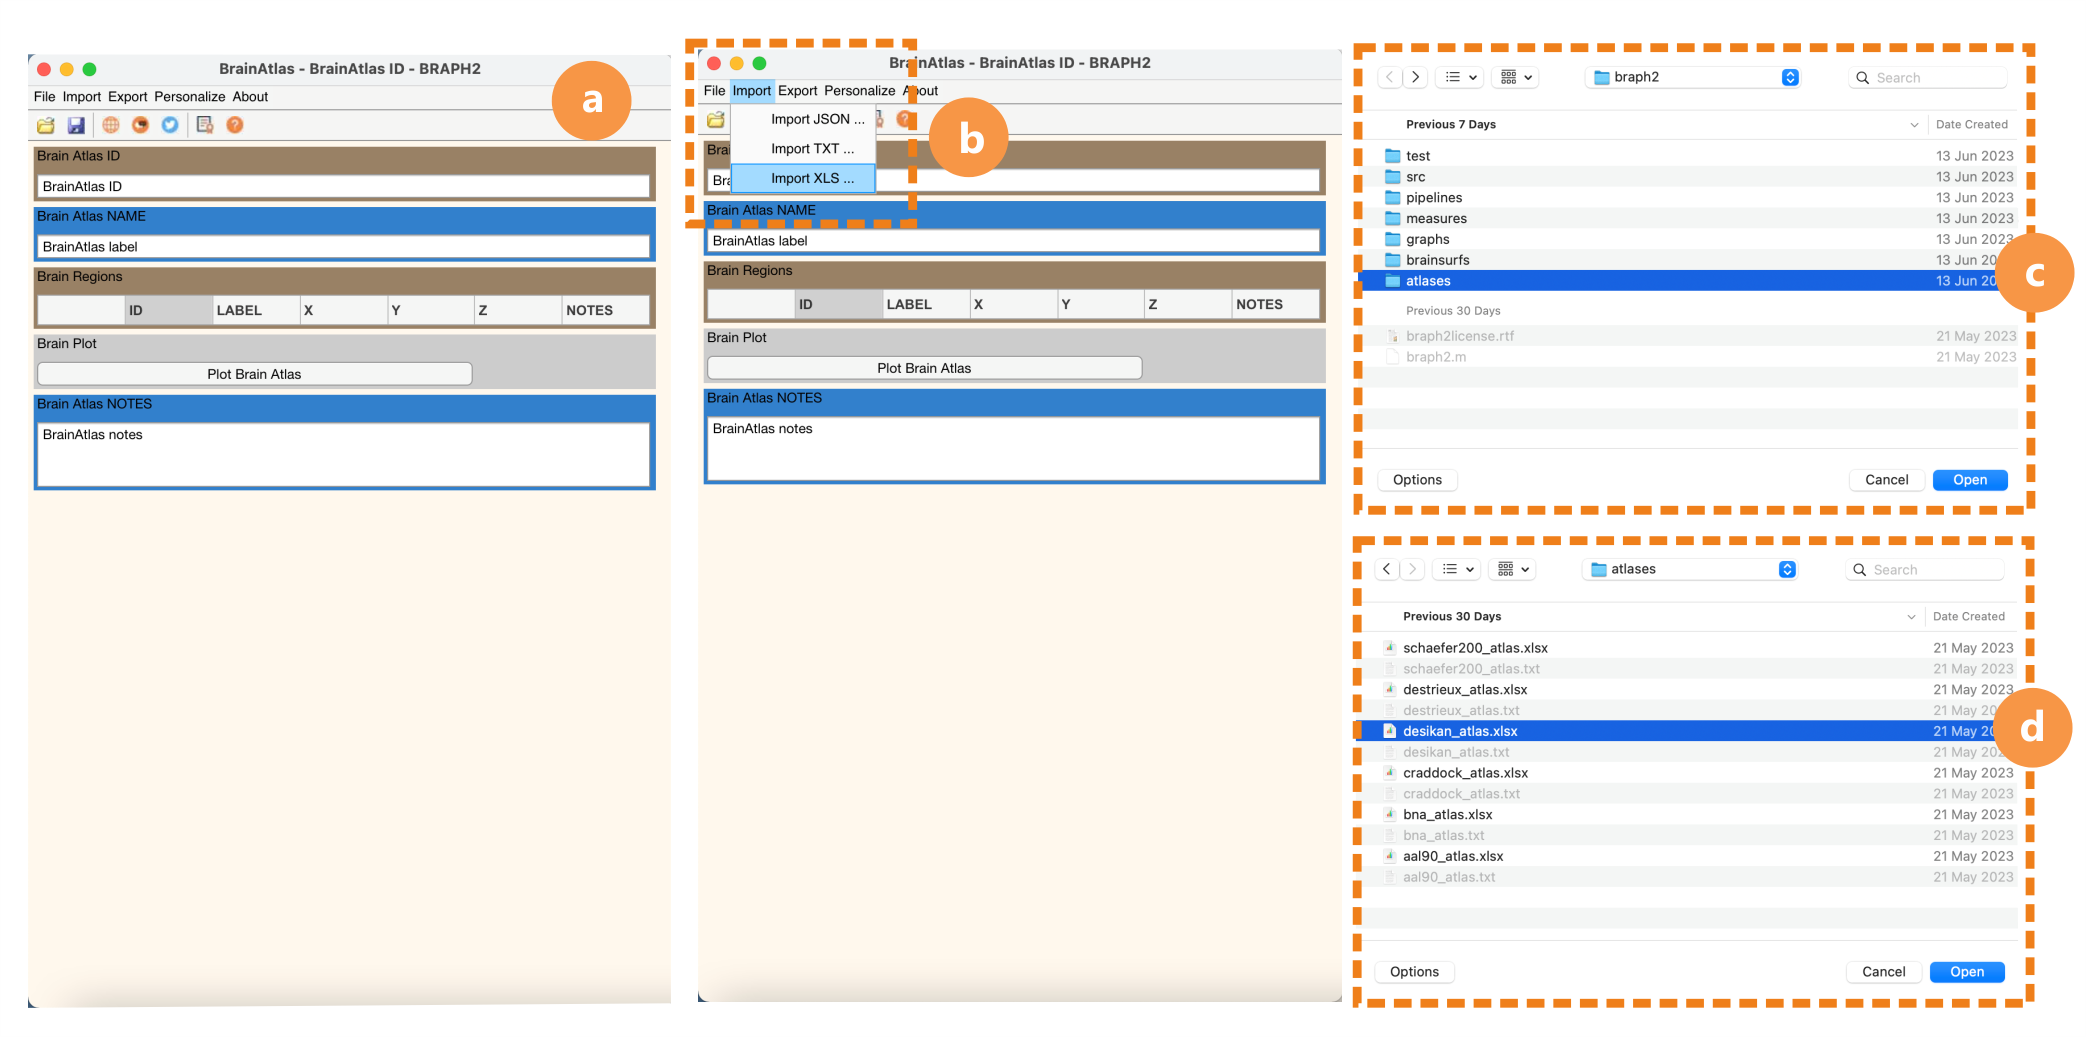 BrainAtlas - BrainAtlas ID - BRAPH2
File Import Export Personalize About
a
Brain Atlas ID
BrainAtlas ID
Brain Atlas NAME
BrainAtlas label
Brain Regions
ID LABEL X Y Z NOTES
Brain Plot
Plot Brain Atlas
Brain Atlas NOTES
BrainAtlas notes
BrainAtlas - BrainAtlas ID - BRAPH2
File Import Export Personalize About
Import JSON ...
Import TXT ...
Import XLS ...
b
Brain Atlas NAME
BrainAtlas label
Brain Regions
ID LABEL X Y Z NOTES
Brain Plot
Plot Brain Atlas
Brain Atlas NOTES
BrainAtlas notes
braph2
Search
Previous 7 Days Date Created
test 13 Jun 2023
src 13 Jun 2023
pipelines 13 Jun 2023
measures 13 Jun 2023
graphs 13 Jun 2023
brainsurfs 13 Jun 20
atlases 13 Jun 20
c
Previous 30 Days
braph2license.rtf 21 May 2023
braph2.m 21 May 2023
Options Cancel Open
atlases
Search
Previous 30 Days Date Created
schaefer200_atlas.xlsx 21 May 2023
schaefer200_atlas.txt 21 May 2023
destrieux_atlas.xlsx 21 May 2023
destrieux_atlas.txt 21 May 20
desikan_atlas.xlsx 21 May 20
desikan_atlas.txt 21 May 202
d
craddock_atlas.xlsx 21 May 2023
craddock_atlas.txt 21 May 2023
bna_atlas.xlsx 21 May 2023
bna_atlas.txt 21 May 2023
aal90_atlas.xlsx 21 May 2023
aal90_atlas.txt 21 May 2023
Options Cancel Open